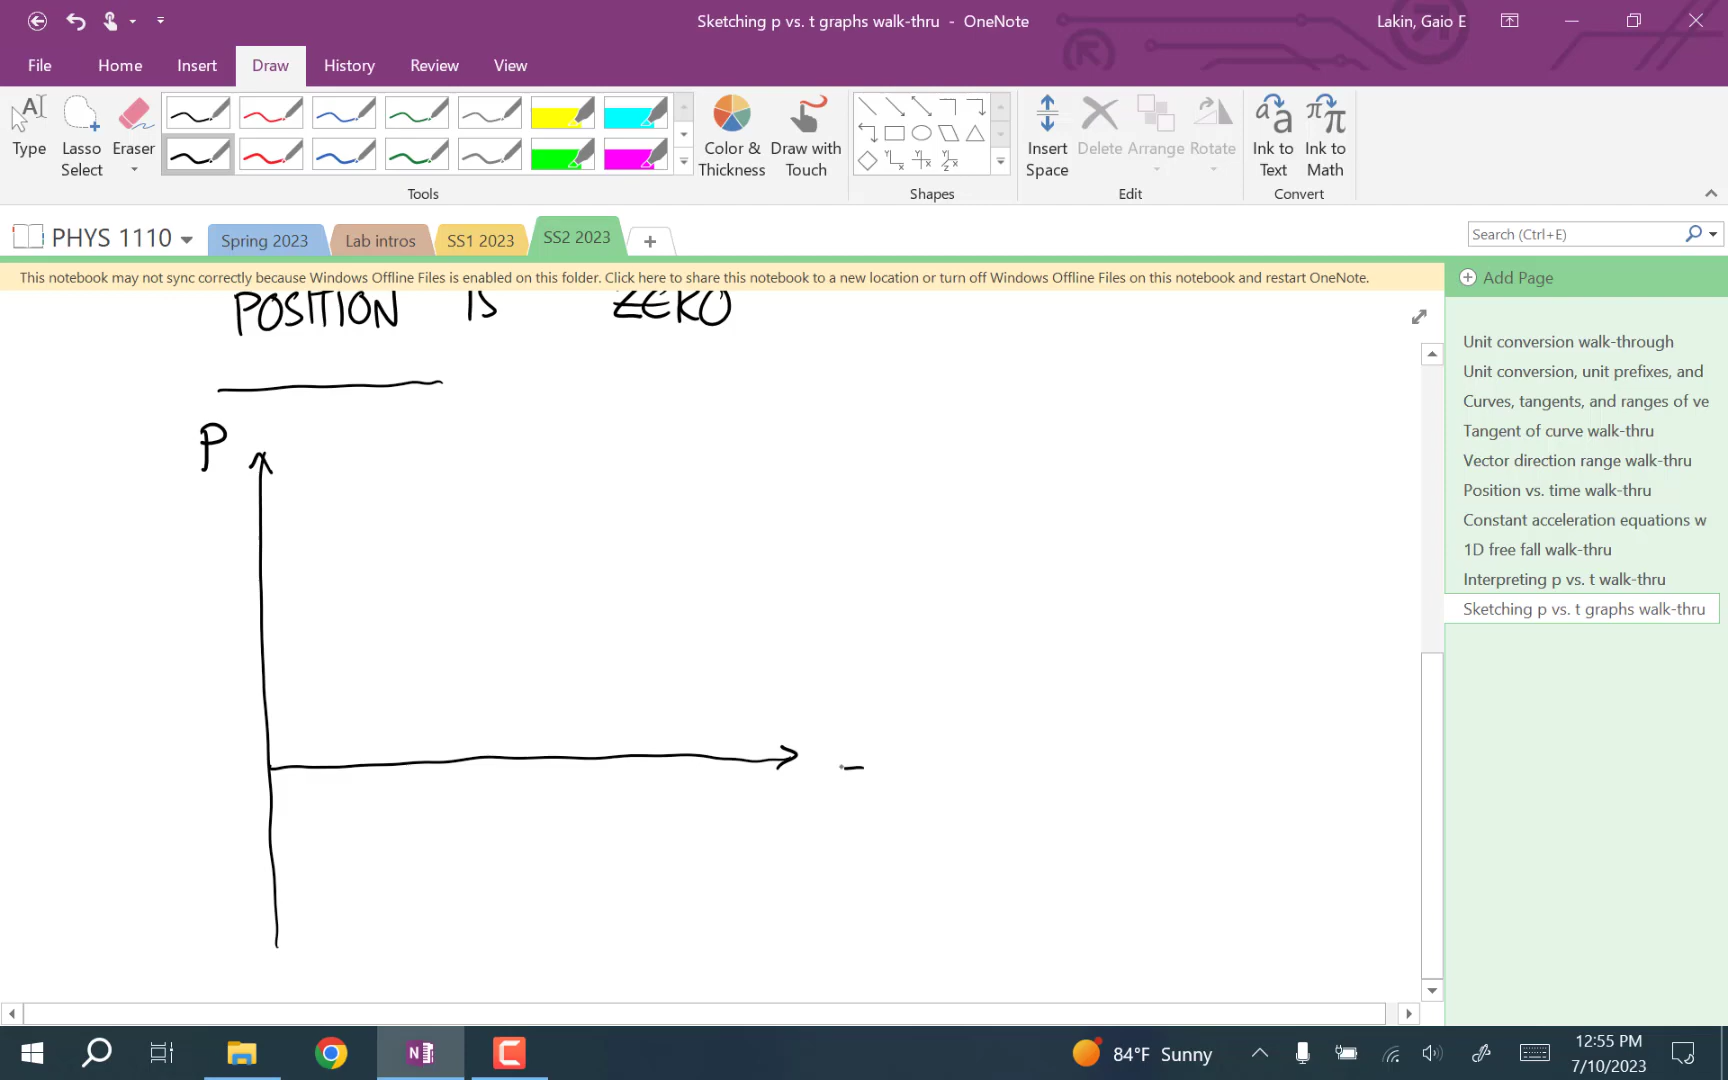 Sketching p vs. t graphs walk-thru - OneNote
Lakin, Gaio E
File Home Insert Draw History Review View
Type
Lasso Select
Eraser
Color & Thickness
Draw with Touch
Insert Space
Delete
Arrange
Rotate
Ink to Text
Ink to Math
Tools
Shapes
Edit
Convert
PHYS 1110
Spring 2023
Lab intros
SS1 2023
SS2 2023
Search (Ctrl+E)
This notebook may not sync correctly because Windows Offline Files is enabled on this folder. Click here to share this notebook to a new location or turn off Windows Offline Files on this notebook and restart OneNote.
Add Page
POSITION IS ZERO
P
Unit conversion walk-through
Unit conversion, unit prefixes, and
Curves, tangents, and ranges of ve
Tangent of curve walk-thru
Vector direction range walk-thru
Position vs. time walk-thru
Constant acceleration equations w
1D free fall walk-thru
Interpreting p vs. t walk-thru
Sketching p vs. t graphs walk-thru
84°F Sunny
12:55 PM
7/10/2023